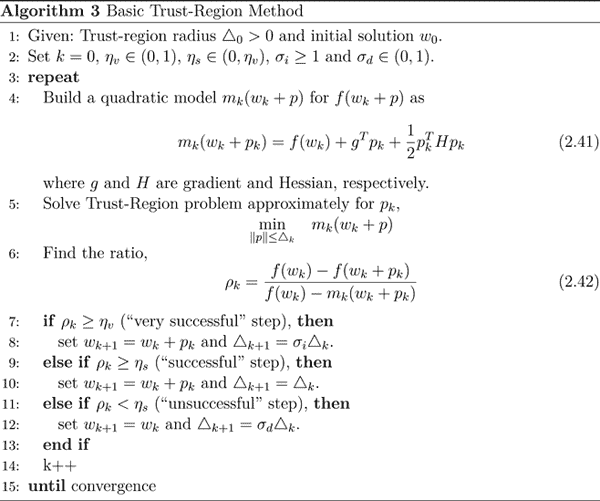 Algorithm 3 Basic Trust-Region Method
1: Given: Trust-region radius △₀ > 0 and initial solution w₀.
2: Set k = 0, ηᵥ ∈ (0, 1), ηₛ ∈ (0, ηᵥ), σᵢ ≥ 1 and σ_d ∈ (0, 1).
3: repeat
4: Build a quadratic model mₖ(wₖ + p) for f(wₖ + p) as
mₖ(wₖ + pₖ) = f(wₖ) + gᵀpₖ + 1/2 pₖᵀHpₖ (2.41)
where g and H are gradient and Hessian, respectively.
5: Solve Trust-Region problem approximately for pₖ,
min ‖p‖≤△ₖ mₖ(wₖ + p)
6: Find the ratio,
ρₖ = f(wₖ) − f(wₖ + pₖ) / f(wₖ) − mₖ(wₖ + pₖ) (2.42)
7: if ρₖ ≥ ηᵥ (“very successful” step), then
8: set wₖ₊₁ = wₖ + pₖ and △ₖ₊₁ = σᵢ△ₖ.
9: else if ρₖ ≥ ηₛ (“successful” step), then
10: set wₖ₊₁ = wₖ + pₖ and △ₖ₊₁ = △ₖ.
11: else if ρₖ < ηₛ (“unsuccessful” step), then
12: set wₖ₊₁ = wₖ and △ₖ₊₁ = σ_d△ₖ.
13: end if
14: k++
15: until convergence